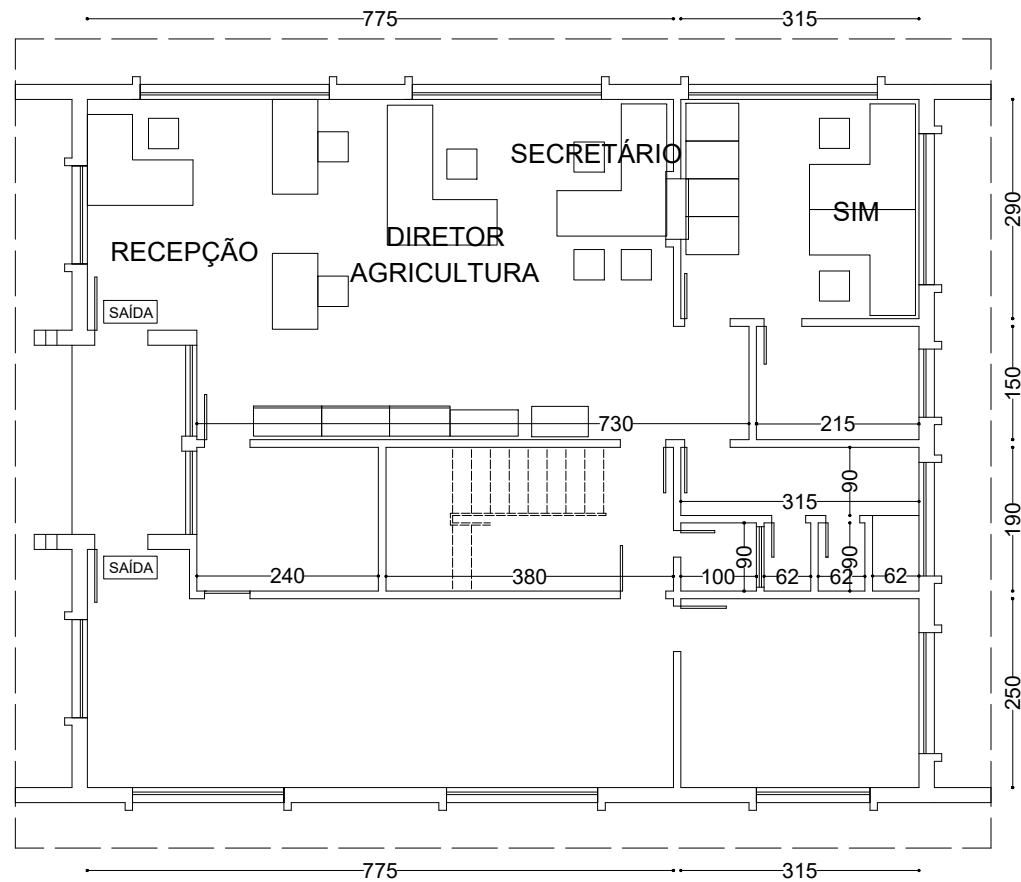 775
315
SECRETÁRIO
SIM
290
RECEPÇÃO
DIRETOR
AGRICULTURA
SAÍDA
150
730
215
90
315
190
SAÍDA
240
380
90
100
62
90
62
62
250
775
315